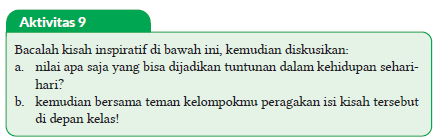 Aktivitas 9
Bacalah kisah inspiratif di bawah ini, kemudian diskusikan:
a. nilai apa saja yang bisa dijadikan tuntunan dalam kehidupan sehari-
hari?
b. kemudian bersama teman kelompokmu peragakan isi kisah tersebut
di depan kelas!